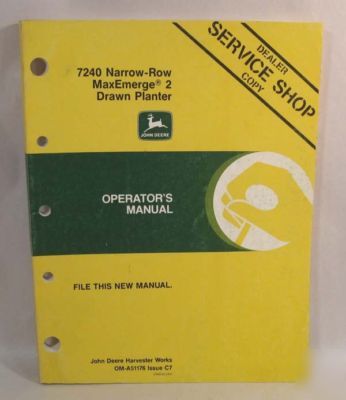 7240 Narrow-Row
MaxEmerge® 2
Drawn Planter
DEALER
SERVICE SHOP
COPY
JOHN DEERE
OPERATOR'S
MANUAL
FILE THIS NEW MANUAL.
John Deere Harvester Works
OM-A51176 Issue C7